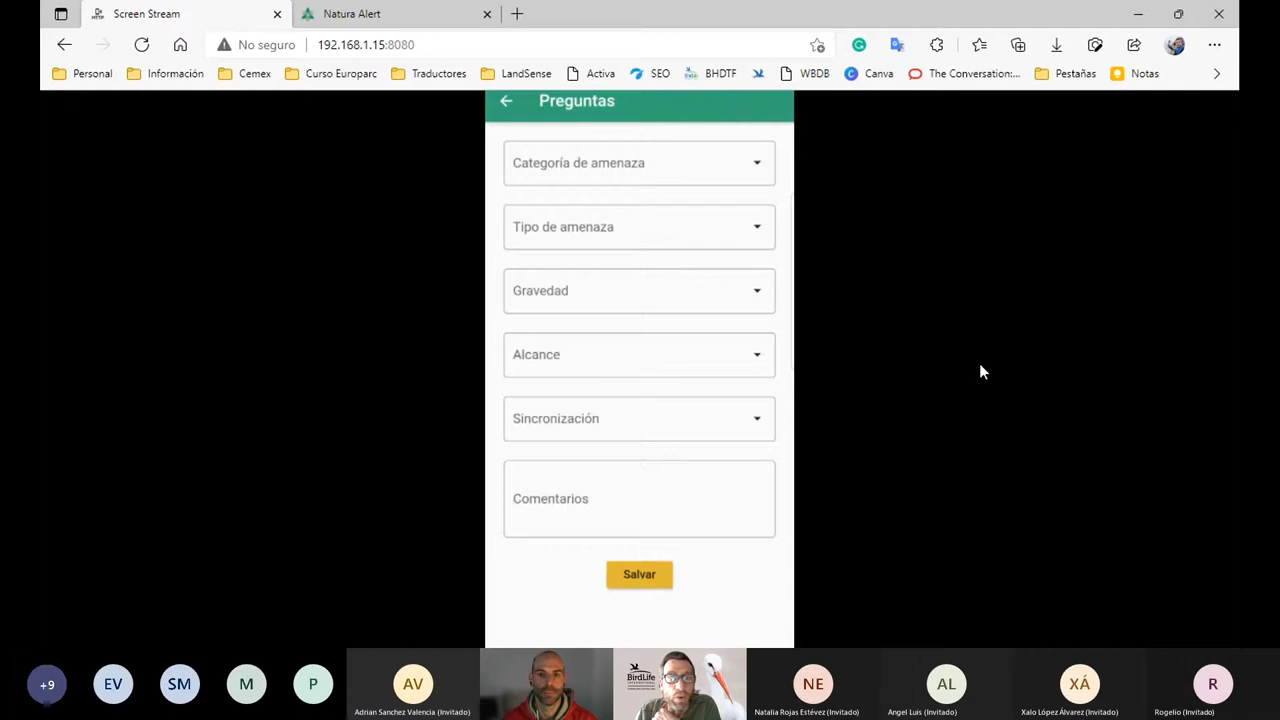 Screen Stream
Natura Alert
No seguro
192.168.1.15:8080
Personal
Información
Cemex
Curso Europarc
Traductores
LandSense
Activa
SEO
BHDTF
WBDB
Canva
The Conversation:...
Pestañas
Notas
Preguntas
Categoría de amenaza
Tipo de amenaza
Gravedad
Alcance
Sincronización
Comentarios
Salvar
+9
EV
SM
M
P
AV
Adrian Sanchez Valencia (Invitado)
BirdLife
INTERNATIONAL
NE
Natalia Rojas Estévez (Invitado)
AL
Angel Luis (Invitado)
XÁ
Xalo López Álvarez (Invitado)
R
Rogelio (Invitado)